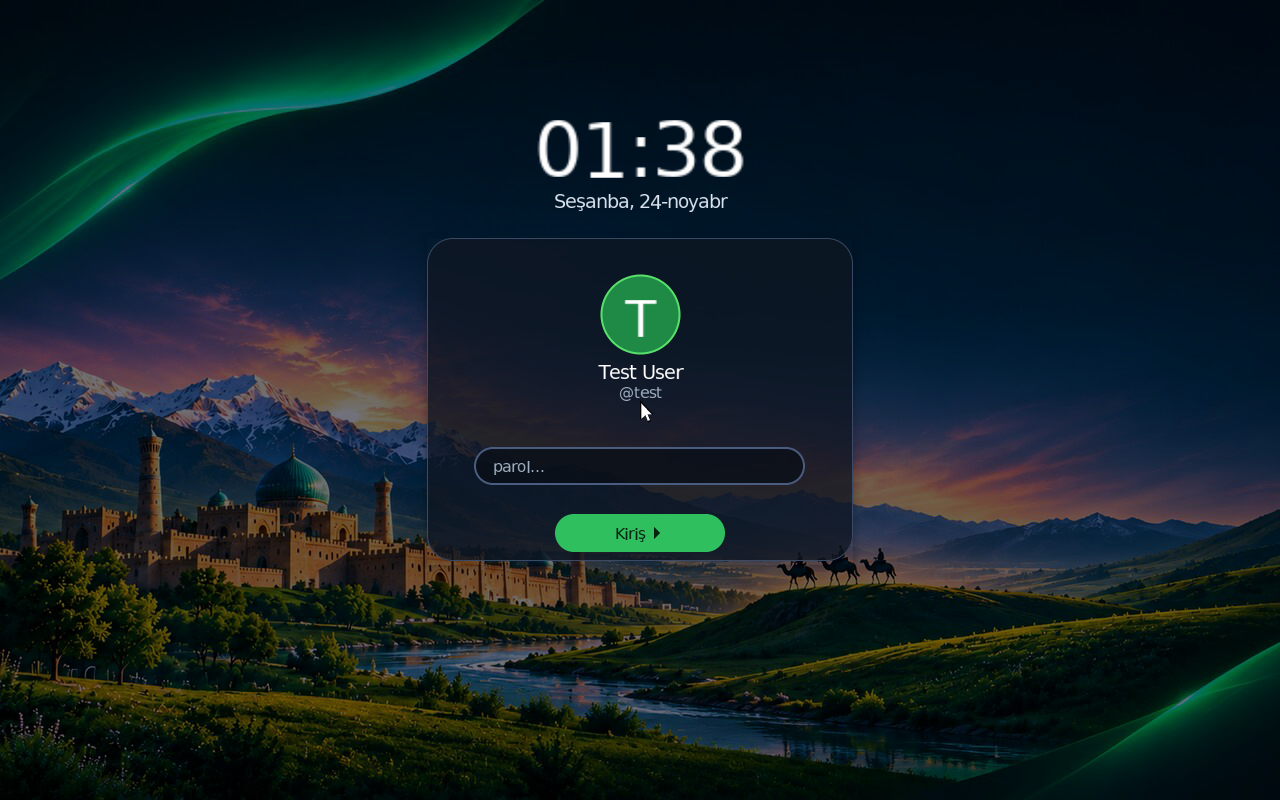 01:38
Seşanba, 24-noyabr
T
Test User
@test
parol...
Kiriş